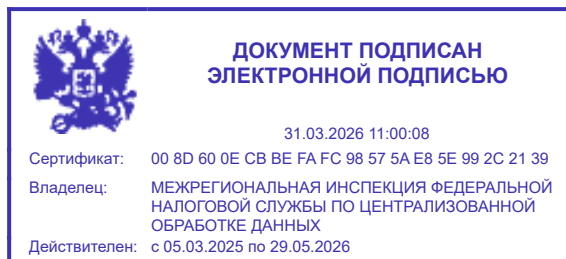 ДОКУМЕНТ ПОДПИСАН
ЭЛЕКТРОННОЙ ПОДПИСЬЮ
31.03.2026 11:00:08
Сертификат: 00 8D 60 0E CB BE FA FC 98 57 5A E8 5E 99 2C 21 39
Владелец: МЕЖРЕГИОНАЛЬНАЯ ИНСПЕКЦИЯ ФЕДЕРАЛЬНОЙ
НАЛОГОВОЙ СЛУЖБЫ ПО ЦЕНТРАЛИЗОВАННОЙ
ОБРАБОТКЕ ДАННЫХ
Действителен: с 05.03.2025 по 29.05.2026